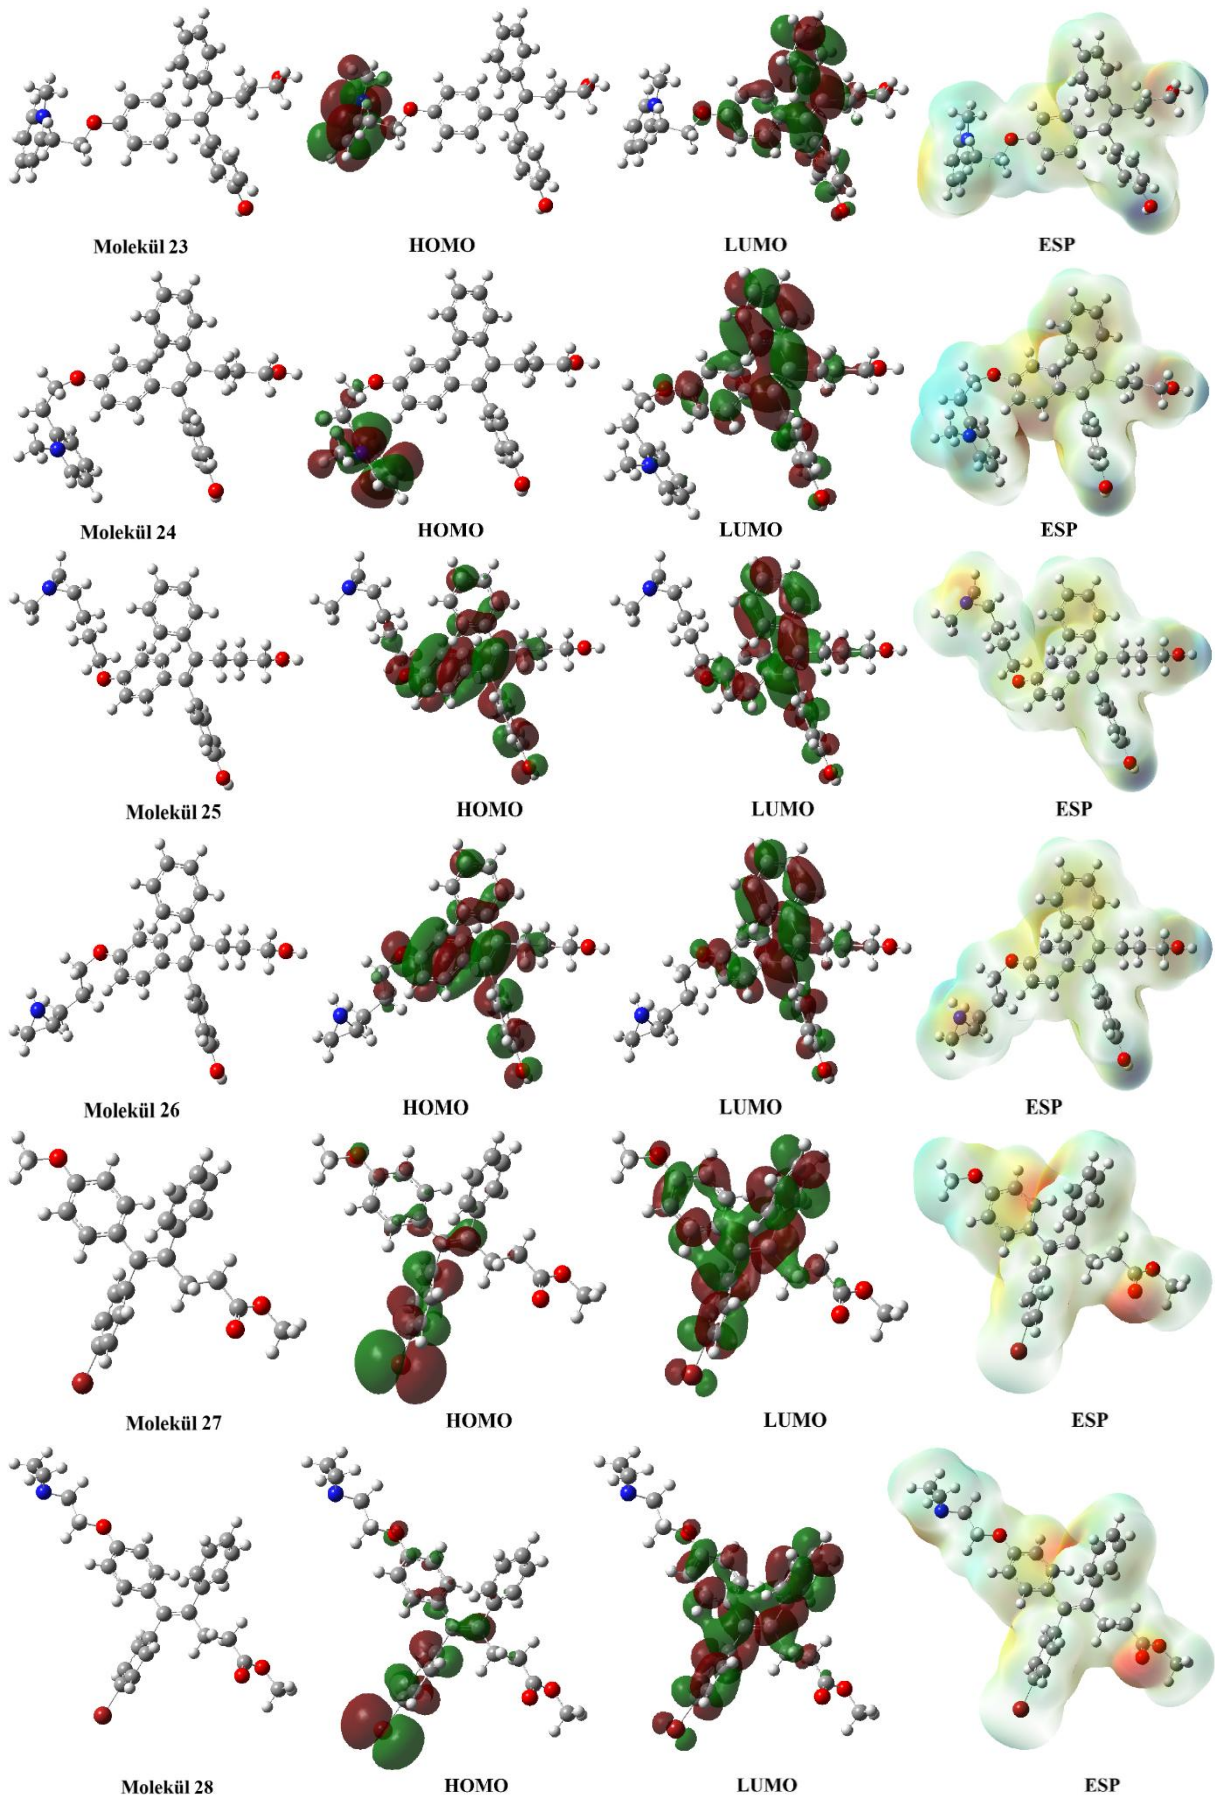 Molekül 23 HOMO LUMO ESP
Molekül 24 HOMO LUMO ESP
Molekül 25 HOMO LUMO ESP
Molekül 26 HOMO LUMO ESP
Molekül 27 HOMO LUMO ESP
Molekül 28 HOMO LUMO ESP